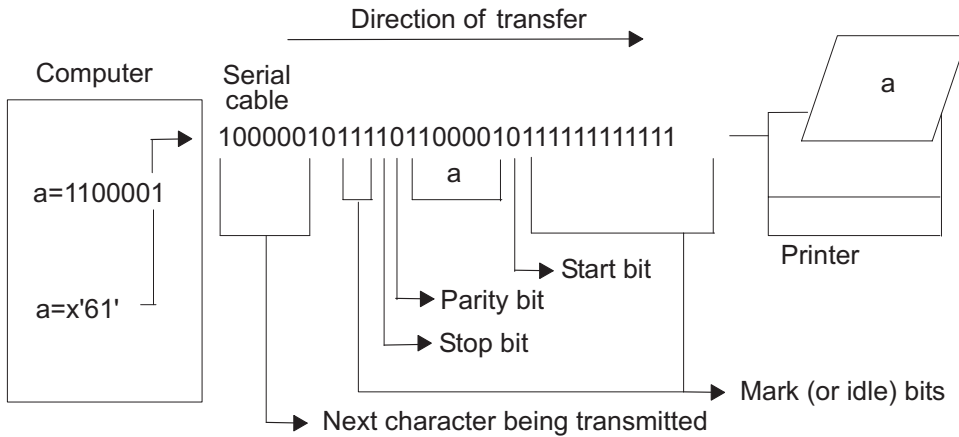 Direction of transfer
Computer
Serial
cable
a
100000101111011000010111111111111
a=1100001
a
Start bit
Printer
a=x'61'
Parity bit
Stop bit
Mark (or idle) bits
Next character being transmitted